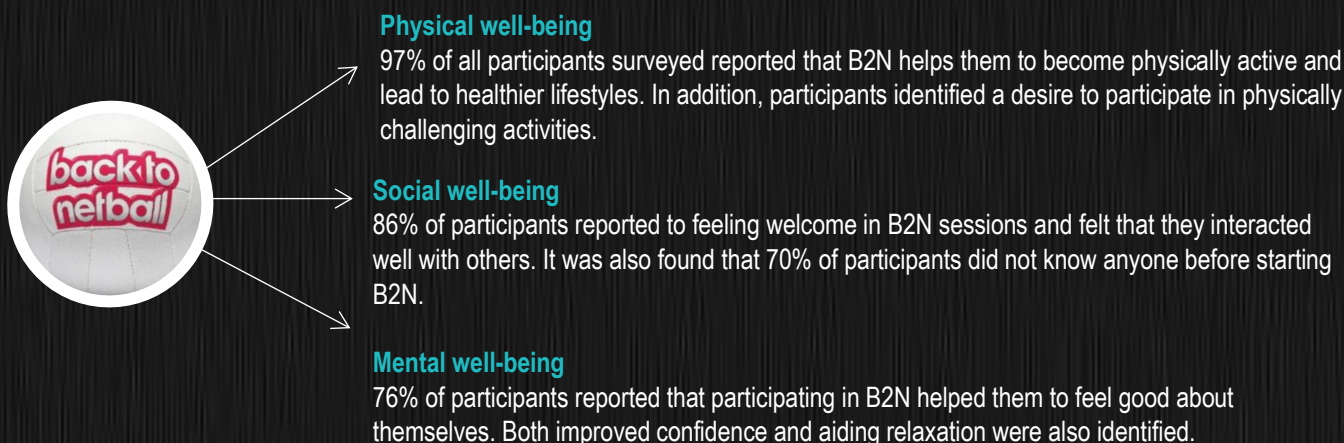 Physical well-being
97% of all participants surveyed reported that B2N helps them to become physically active and
lead to healthier lifestyles. In addition, participants identified a desire to participate in physically
challenging activities.
back to
netball
Social well-being
86% of participants reported to feeling welcome in B2N sessions and felt that they interacted
well with others. It was also found that 70% of participants did not know anyone before starting
B2N.
Mental well-being
76% of participants reported that participating in B2N helped them to feel good about
themselves. Both improved confidence and aiding relaxation were also identified.